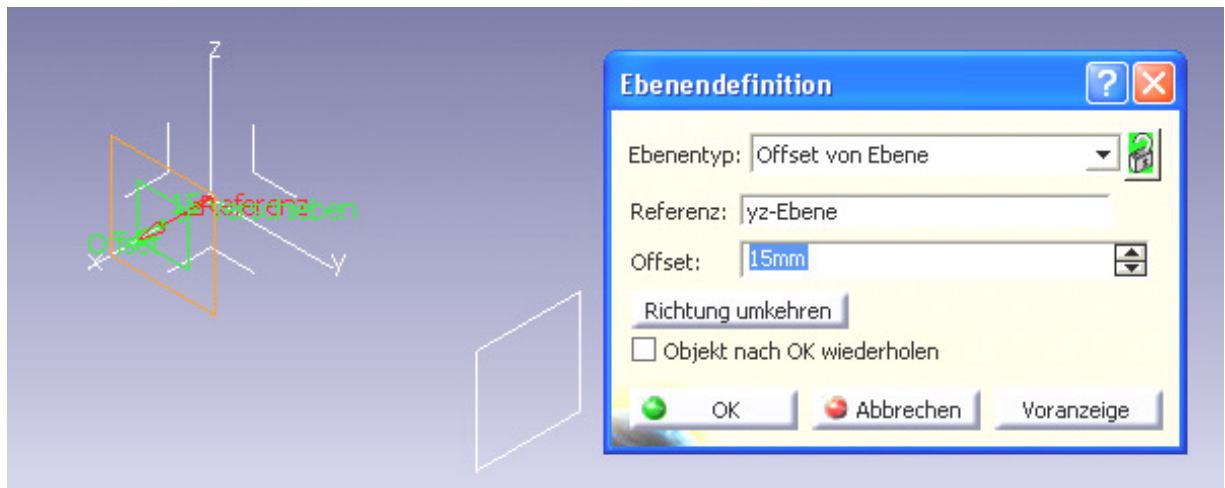 z
Referenz
Offset
x
y
Ebenendefinition
Ebenentyp: Offset von Ebene
Referenz: yz-Ebene
Offset: 15mm
Richtung umkehren
Objekt nach OK wiederholen
OK Abbrechen Voranzeige